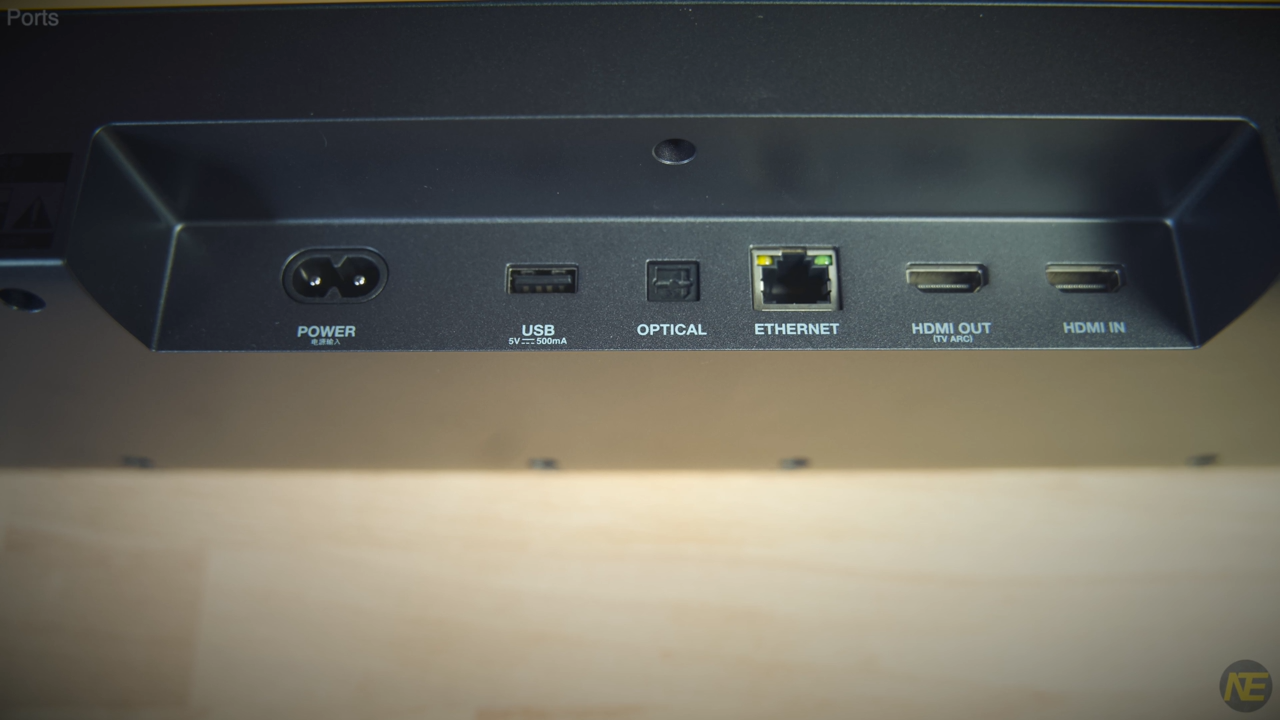 Ports
POWER
电源输入
USB
5V ⎓ 500mA
OPTICAL
ETHERNET
HDMI OUT
(TV ARC)
HDMI IN
NE